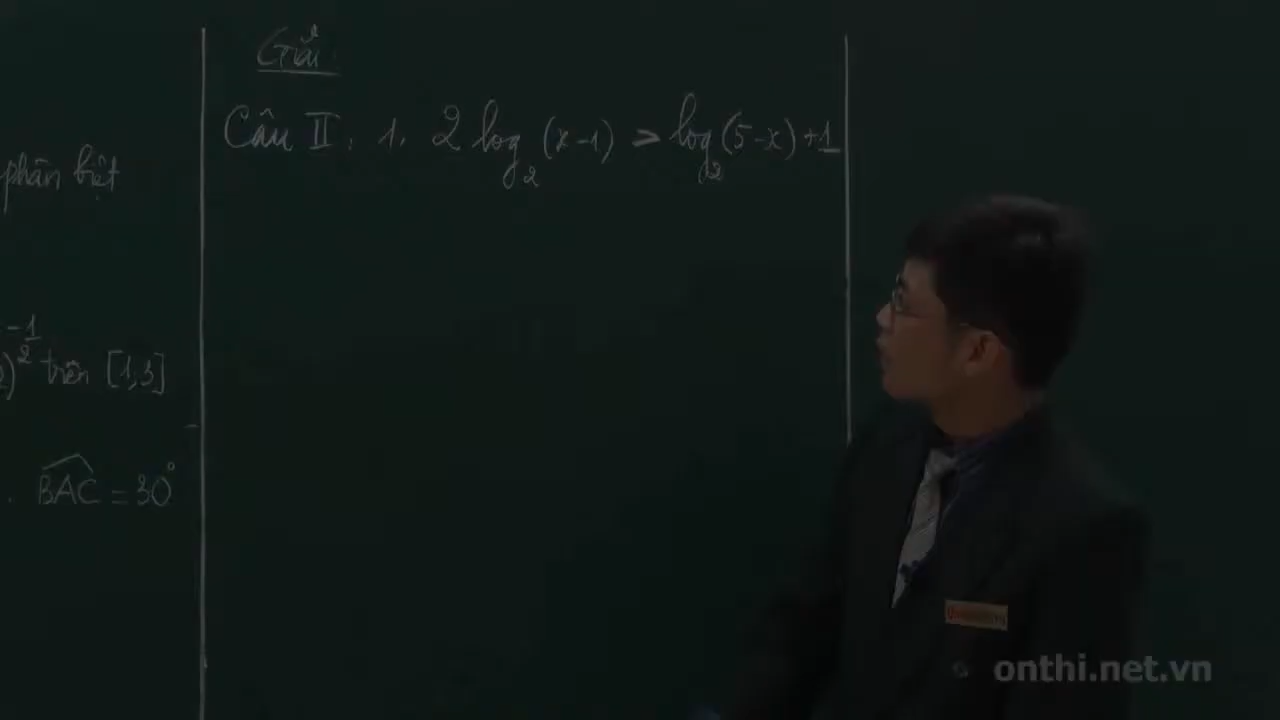 Giải
Câu II: 1, 2 log₂ (x-1) > log₂ (5-x) +1
phân biệt
)^-1/2 trên [1,3]
. BAC = 30°
onthi.net.vn